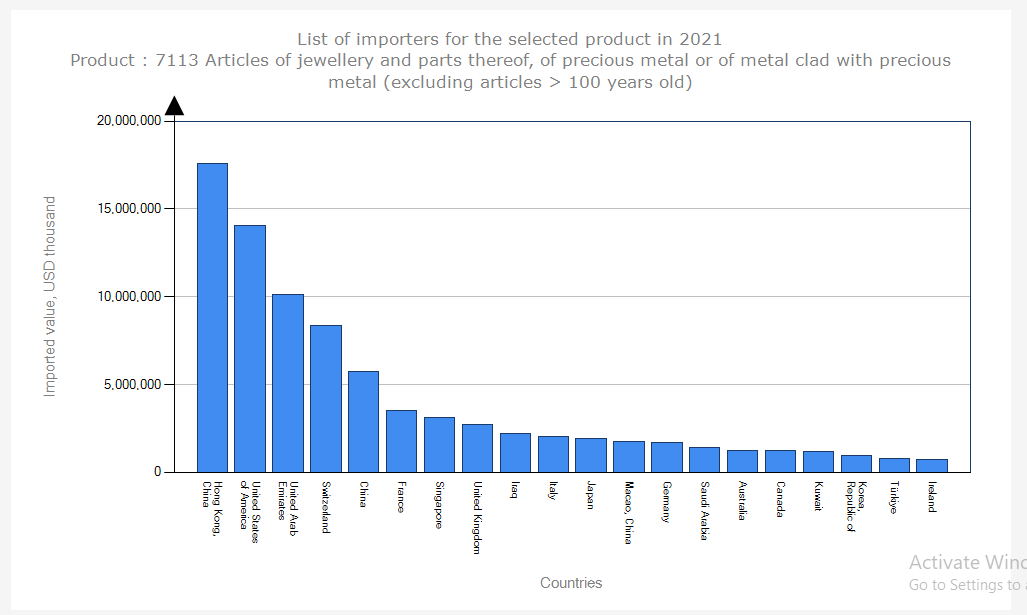 List of importers for the selected product in 2021
Product : 7113 Articles of jewellery and parts thereof, of precious metal or of metal clad with precious
metal (excluding articles > 100 years old)
Imported value, USD thousand
20,000,000
15,000,000
10,000,000
5,000,000
0
Hong Kong,
China
United States
of America
United Arab
Emirates
Switzerland
China
France
Singapore
United Kingdom
Iraq
Italy
Japan
Macao, China
Germany
Saudi Arabia
Australia
Canada
Kuwait
Korea,
Republic of
Türkiye
Ireland
Countries
Activate Wind
Go to Settings to